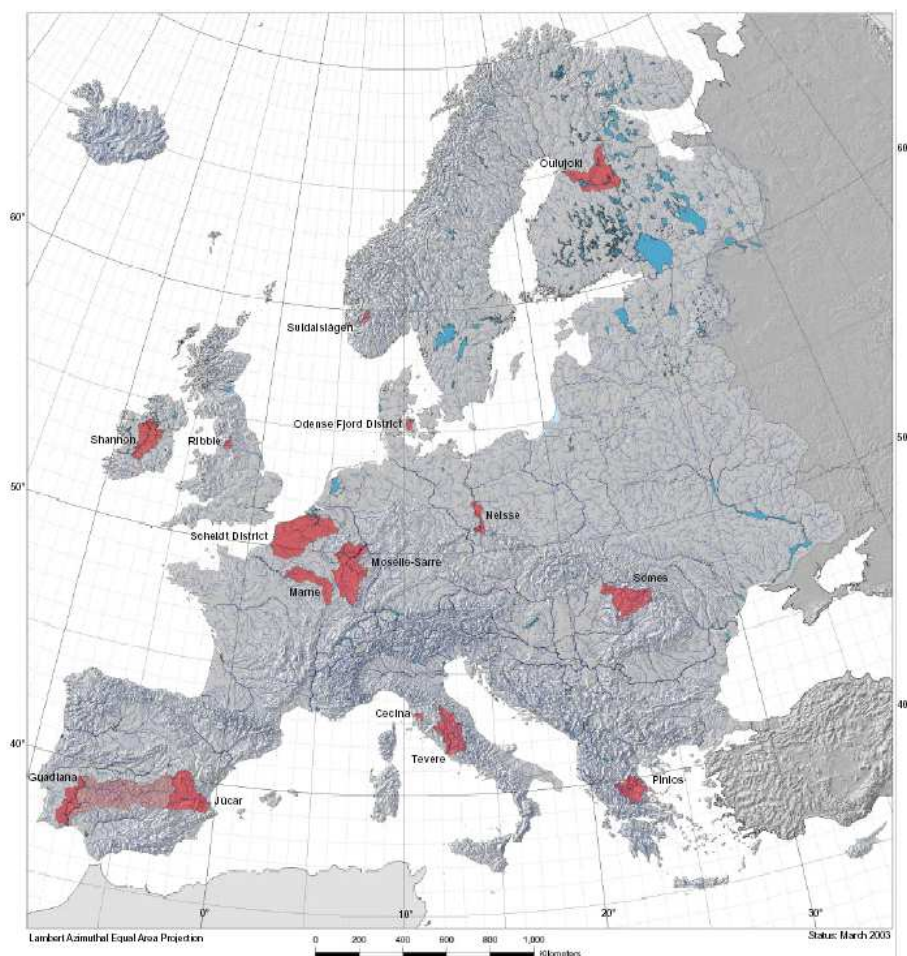 60°
Oulujoki
60°
Suldalslågen
Odense Fjord District
Shannon
Ribble
50°
50°
Neisse
Scheldt District
Moselle-Sarre
Somes
Marne
40°
Cecina
40°
Tevere
Guadiana
Pinios
Júcar
0°
10°
20°
30°
Lambert Azimuthal Equal Area Projection
Status: March 2003
0 200 400 600 800 1,000
Kilometers